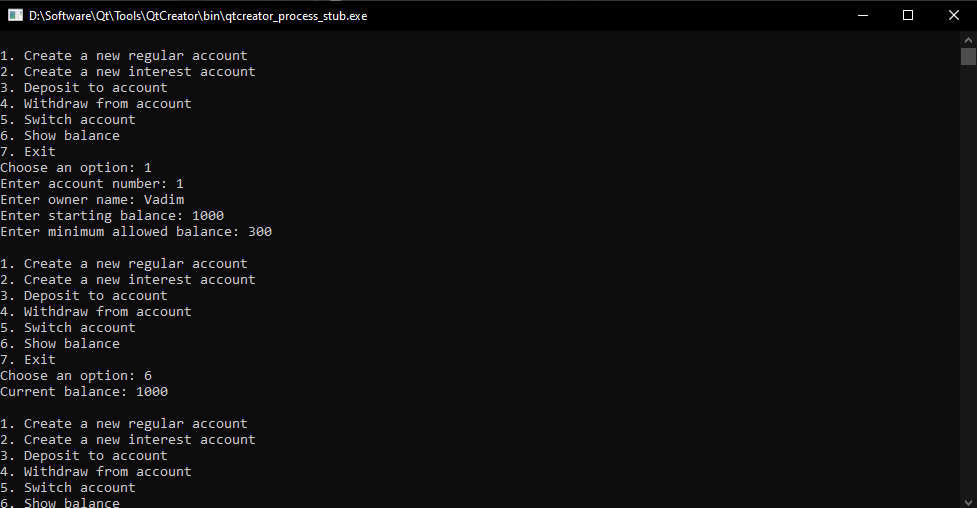 D:\Software\Qt\Tools\QtCreator\bin\qtcreator_process_stub.exe
1. Create a new regular account
2. Create a new interest account
3. Deposit to account
4. Withdraw from account
5. Switch account
6. Show balance
7. Exit
Choose an option: 1
Enter account number: 1
Enter owner name: Vadim
Enter starting balance: 1000
Enter minimum allowed balance: 300
1. Create a new regular account
2. Create a new interest account
3. Deposit to account
4. Withdraw from account
5. Switch account
6. Show balance
7. Exit
Choose an option: 6
Current balance: 1000
1. Create a new regular account
2. Create a new interest account
3. Deposit to account
4. Withdraw from account
5. Switch account
6. Show balance